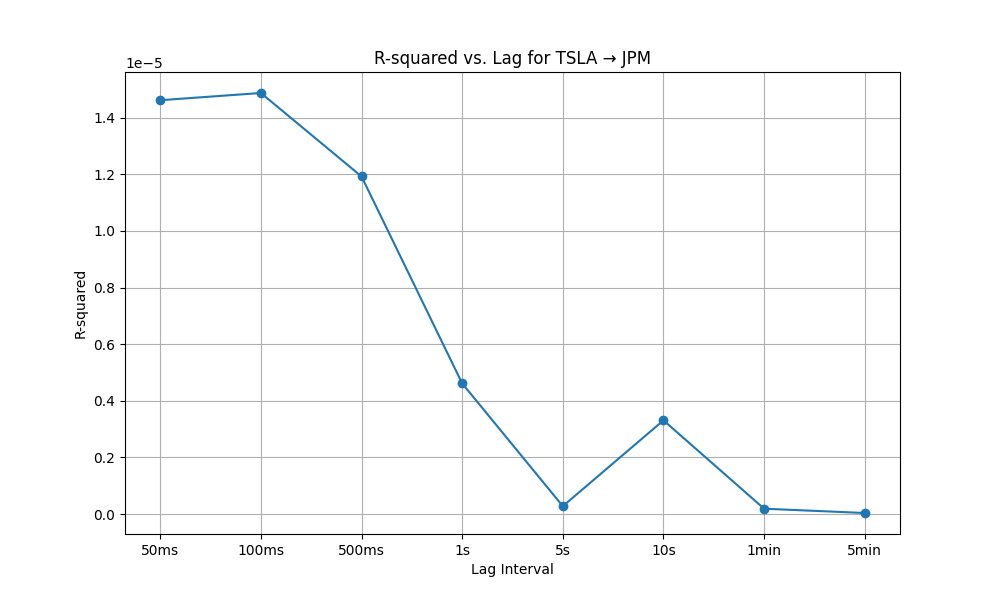 R-squared vs. Lag for TSLA → JPM
1e−5
1.4
1.2
1.0
0.8
0.6
0.4
0.2
0.0
R-squared
50ms 100ms 500ms 1s 5s 10s 1min 5min
Lag Interval